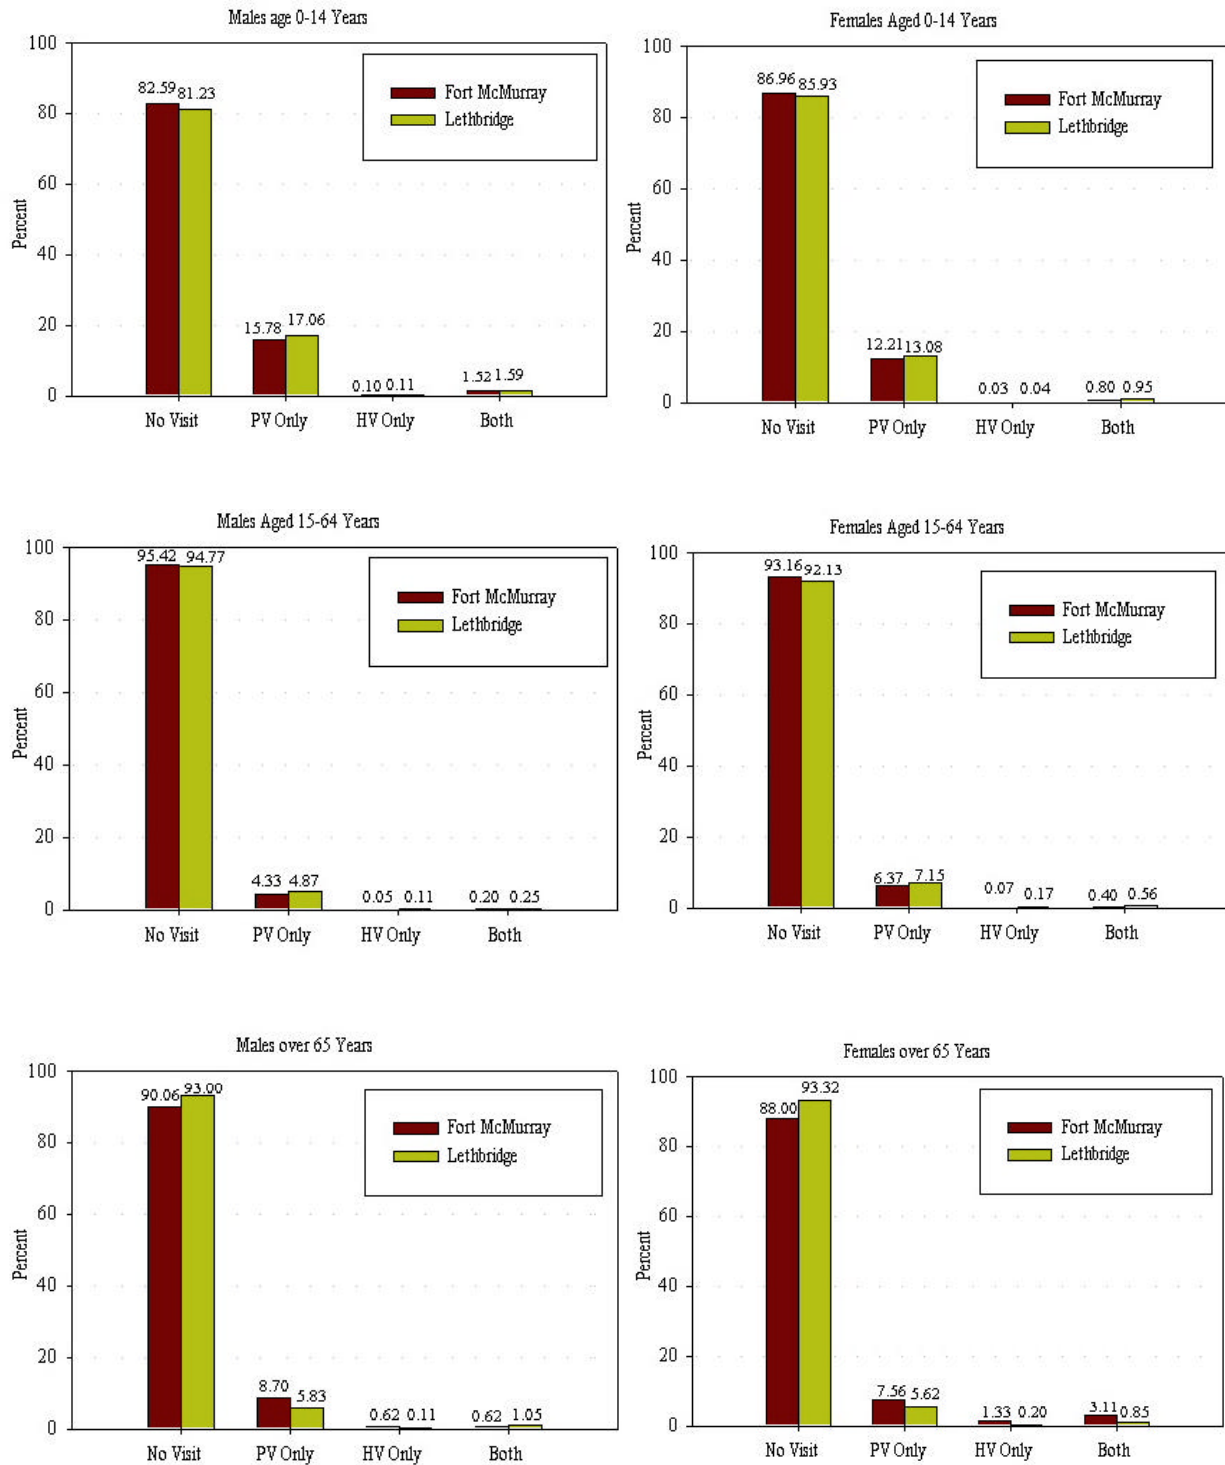 Males age 0-14 Years
100
80
60
40
20
0
Percent
82.59 81.23
15.78 17.06
0.10 0.11
1.52 1.59
Fort McMurray
Lethbridge
No Visit PV Only HV Only Both
Females Aged 0-14 Years
100
80
60
40
20
0
Percent
86.96 85.93
12.21 13.08
0.03 0.04
0.80 0.95
Fort McMurray
Lethbridge
No Visit PV Only HV Only Both
Males Aged 15-64 Years
100
80
60
40
20
0
Percent
95.42 94.77
4.33 4.87
0.05 0.11
0.20 0.25
Fort McMurray
Lethbridge
No Visit PV Only HV Only Both
Females Aged 15-64 Years
100
80
60
40
20
0
Percent
93.16 92.13
6.37 7.15
0.07 0.17
0.40 0.56
Fort McMurray
Lethbridge
No Visit PV Only HV Only Both
Males over 65 Years
100
80
60
40
20
0
Percent
90.06 93.00
8.70 5.83
0.62 0.11
0.62 1.05
Fort McMurray
Lethbridge
No Visit PV Only HV Only Both
Females over 65 Years
100
80
60
40
20
0
Percent
88.00 93.32
7.56 5.62
1.33 0.20
3.11 0.85
Fort McMurray
Lethbridge
No Visit PV Only HV Only Both